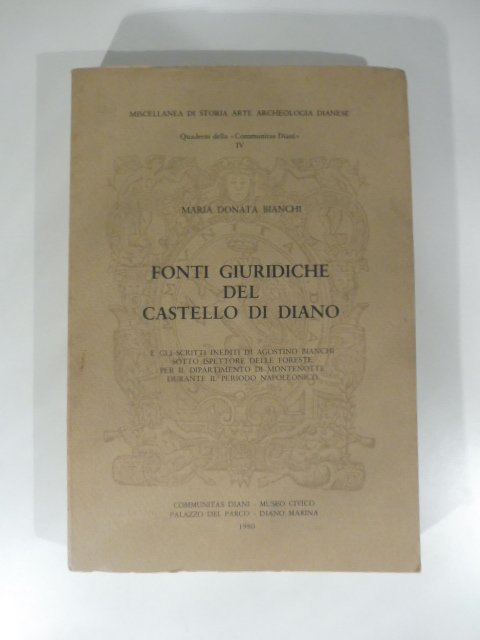 MISCELLANEA DI STORIA ARTE ARCHEOLOGIA DIANESE
Quaderni della «Communitas Diani»
IV
MARIA DONATA BIANCHI
FONTI GIURIDICHE
DEL
CASTELLO DI DIANO
E GLI SCRITTI INEDITI DI AGOSTINO BIANCHI
SOTTO ISPETTORE DELLE FORESTE
PER IL DIPARTIMENTO DI MONTENOTTE
DURANTE IL PERIODO NAPOLEONICO
COMMUNITAS DIANI - MUSEO CIVICO
PALAZZO DEL PARCO - DIANO MARINA
1980